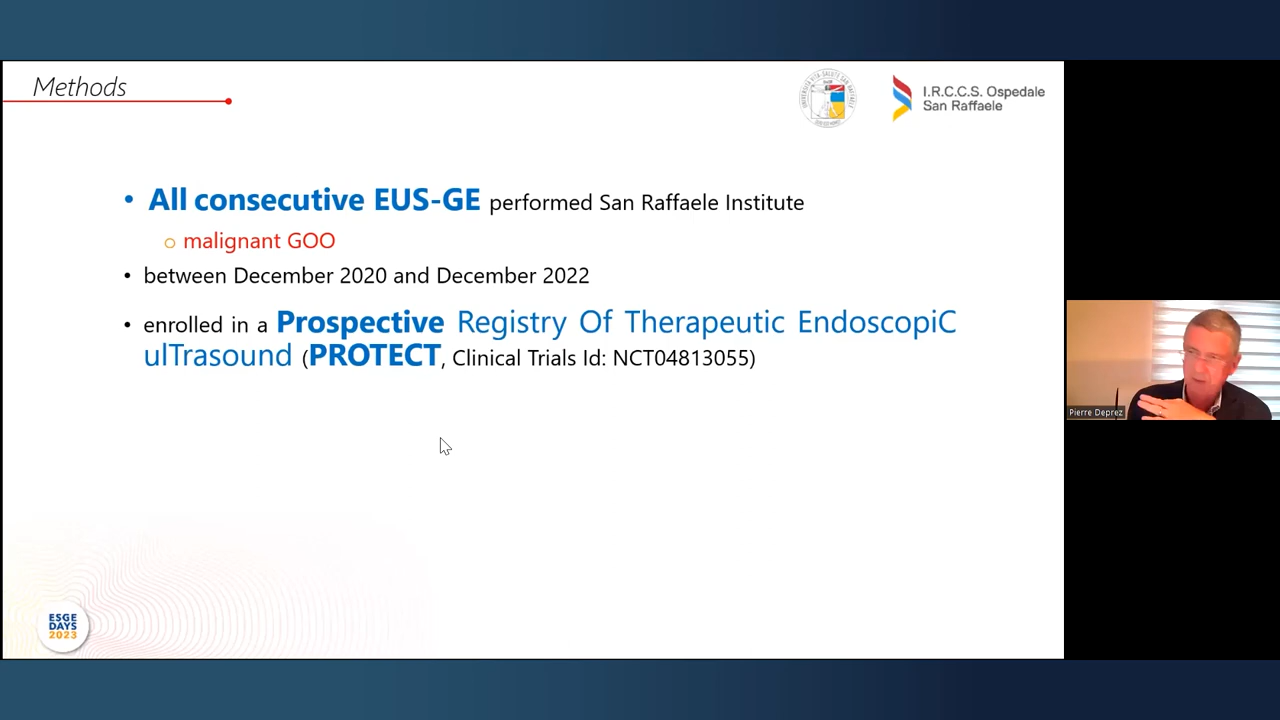 Methods
I.R.C.C.S. Ospedale
San Raffaele
• All consecutive EUS-GE performed San Raffaele Institute
o malignant GOO
• between December 2020 and December 2022
• enrolled in a Prospective Registry Of Therapeutic EndoscopiC
ulTrasound (PROTECT, Clinical Trials Id: NCT04813055)
Pierre Deprez
ESGE
DAYS
2023